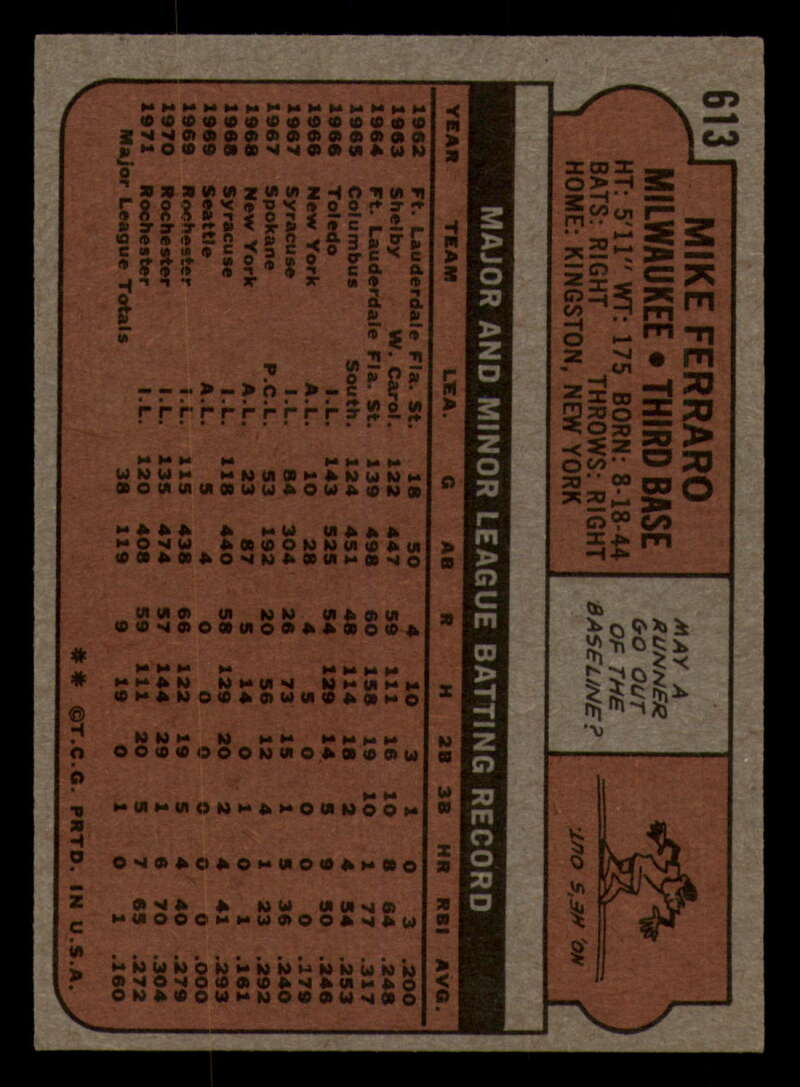 613
MIKE FERRARO
MILWAUKEE • THIRD BASE
HT: 5'11" WT: 175 BORN: 8-18-44
BATS: RIGHT THROWS: RIGHT
HOME: KINGSTON, NEW YORK
MAY A
RUNNER
GO OUT
OF THE
BASELINE?
NO, HE'S OUT.
MAJOR AND MINOR LEAGUE BATTING RECORD
YEAR TEAM LEA. G AB R H 2B 3B HR RBI AVG.
1962 Ft. Lauderdale Fla. St. 18 50 4 10 3 1 0 3 .200
1963 Shelby W. Carol. 122 447 59 111 16 10 8 64 .248
1964 Ft. Lauderdale Fla. St. 139 498 60 158 19 10 1 77 .317
1965 Columbus South. 124 451 48 114 18 2 4 54 .253
1966 Toledo I.L. 143 525 54 129 14 5 9 50 .246
1966 New York A.L. 10 28 4 5 0 0 0 0 .179
1967 Syracuse I.L. 84 304 26 73 15 1 5 36 .240
1967 Spokane P.C.L. 53 192 20 56 12 4 1 23 .292
1968 New York A.L. 23 87 5 14 0 1 0 1 .161
1968 Syracuse I.L. 118 440 58 129 20 2 4 41 .293
1969 Seattle A.L. 5 4 0 0 0 0 0 0 .000
1969 Rochester I.L. 115 438 66 122 19 5 4 40 .279
1970 Rochester I.L. 135 474 57 144 29 1 6 70 .304
1971 Rochester I.L. 120 408 59 111 20 5 7 65 .272
Major League Totals 38 119 9 19 0 1 0 1 .160
** ©T.C.G. PRTD. IN U.S.A.